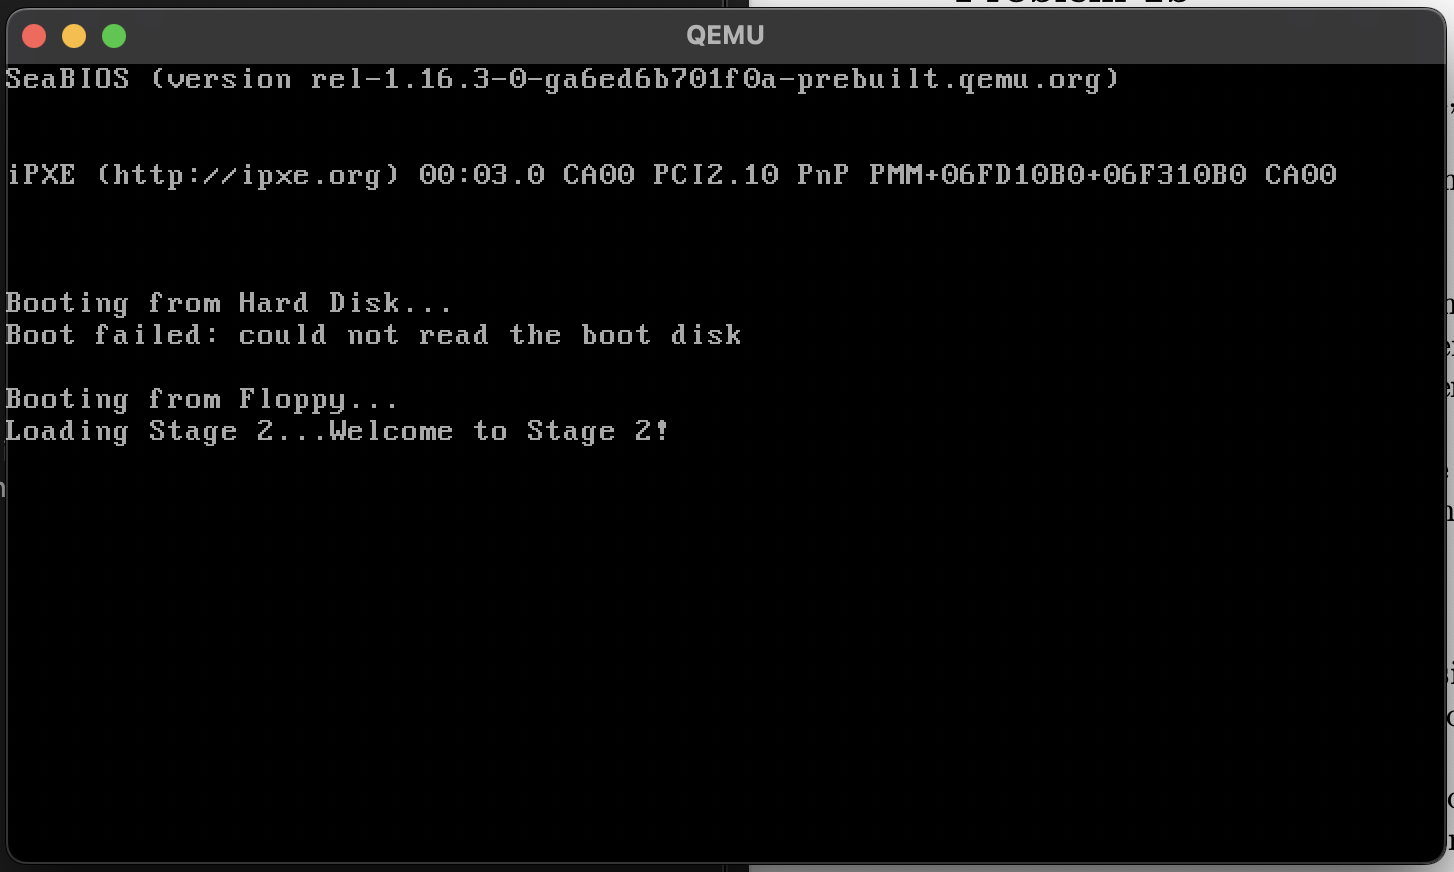 QEMU
SeaBIOS (version rel-1.16.3-0-ga6ed6b701f0a-prebuilt.qemu.org)
iPXE (http://ipxe.org) 00:03.0 CA00 PCI2.10 PnP PMM+06FD10B0+06F310B0 CA00
Booting from Hard Disk...
Boot failed: could not read the boot disk
Booting from Floppy...
Loading Stage 2...Welcome to Stage 2!